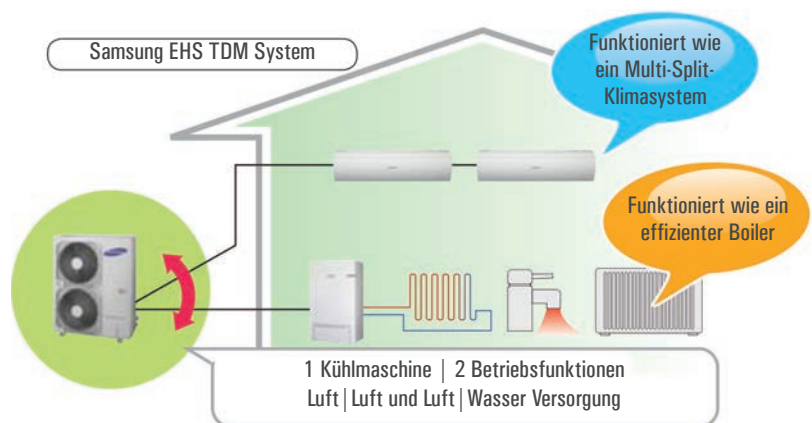 Samsung EHS TDM System
Funktioniert wie
ein Multi-Split-
Klimasystem
Funktioniert wie ein
effizienter Boiler
SAMSUNG
1 Kühlmaschine | 2 Betriebsfunktionen
Luft | Luft und Luft | Wasser Versorgung